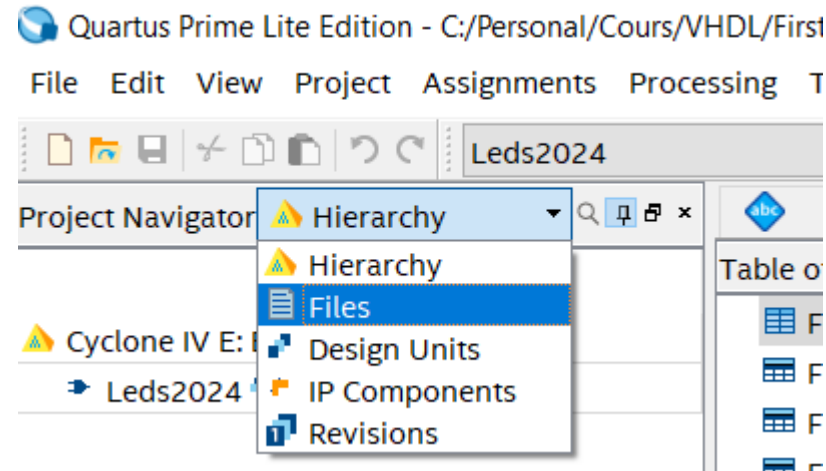 Quartus Prime Lite Edition - C:/Personal/Cours/VHDL/First
File Edit View Project Assignments Processing
Leds2024
Project Navigator Hierarchy
abc
Hierarchy
Table
Files
Cyclone IV E:
Design Units
Leds2024
IP Components
Revisions